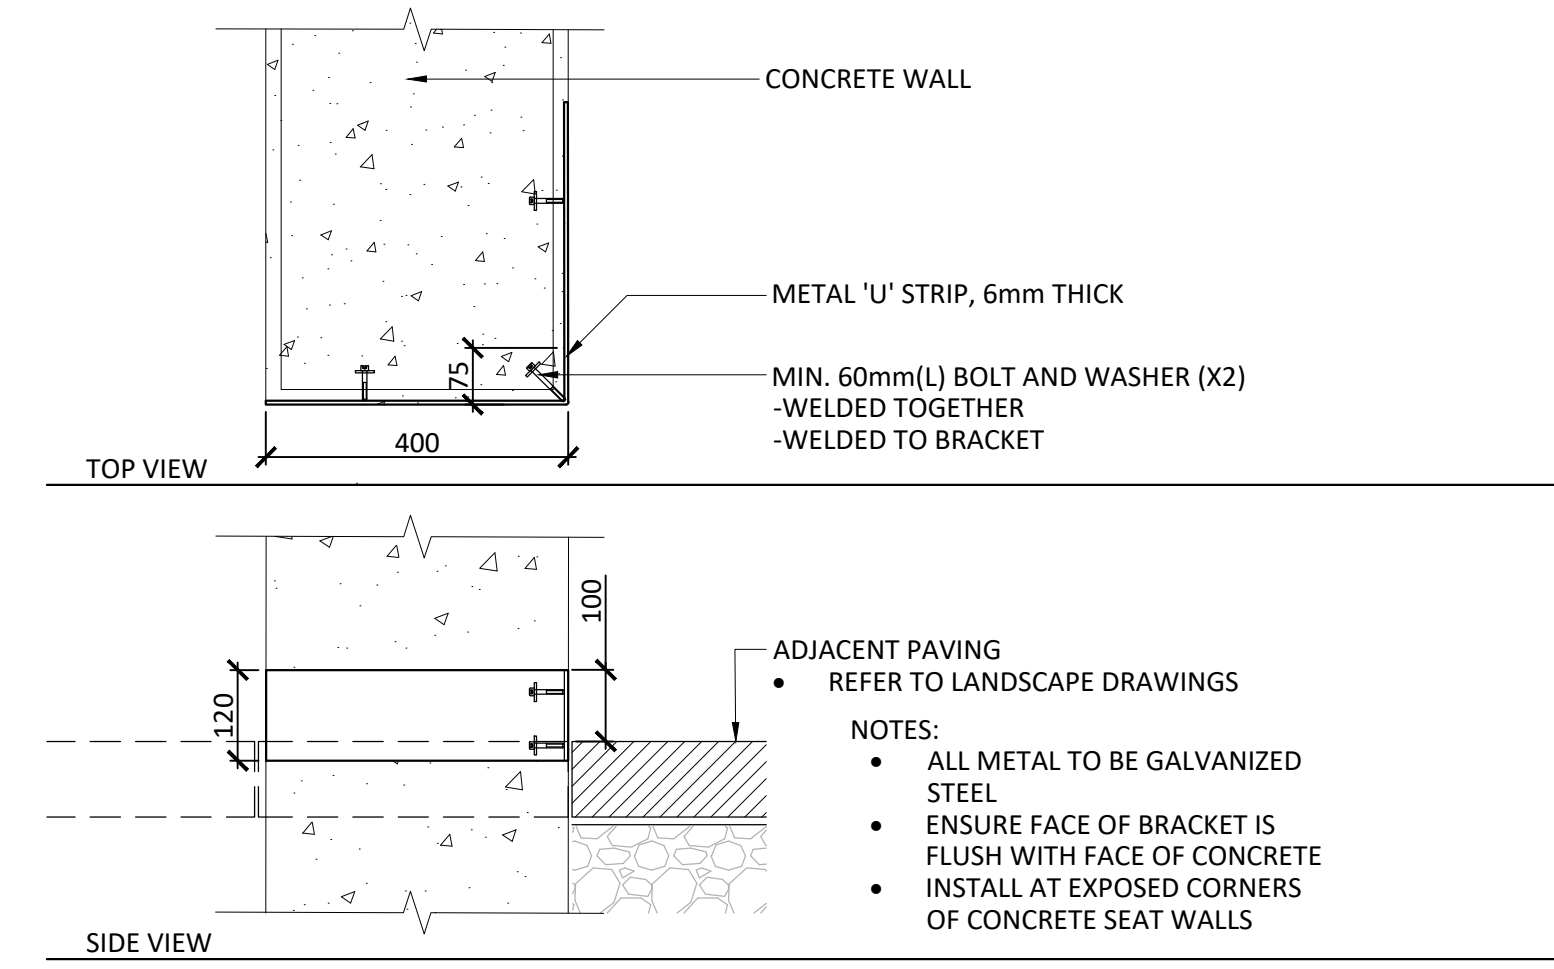 CONCRETE WALL
METAL 'U' STRIP, 6mm THICK
75
MIN. 60mm(L) BOLT AND WASHER (X2)
-WELDED TOGETHER
-WELDED TO BRACKET
400
TOP VIEW
100
ADJACENT PAVING
• REFER TO LANDSCAPE DRAWINGS
120
NOTES:
• ALL METAL TO BE GALVANIZED
STEEL
• ENSURE FACE OF BRACKET IS
FLUSH WITH FACE OF CONCRETE
• INSTALL AT EXPOSED CORNERS
OF CONCRETE SEAT WALLS
SIDE VIEW